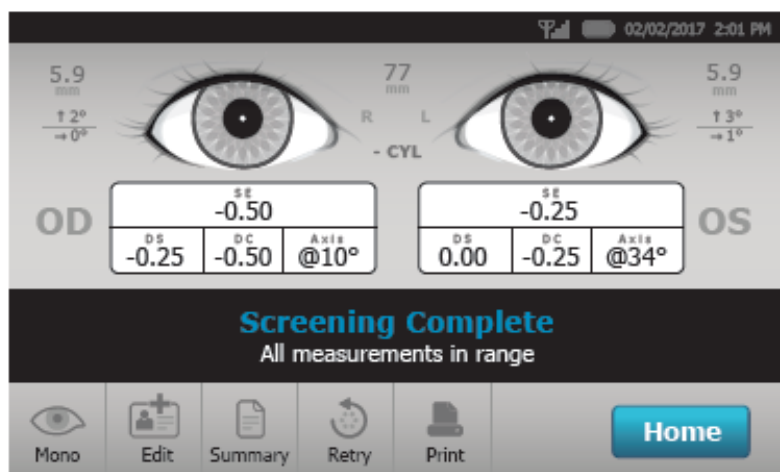 02/02/2017 2:01 PM
5.9 77 5.9
mm mm mm
↑ 2° R L ↑ 3°
→ 0° - CYL → 1°
OD SE SE OS
-0.50 -0.25
DS DC Axis DS DC Axis
-0.25 -0.50 @10° 0.00 -0.25 @34°
Screening Complete
All measurements in range
Mono Edit Summary Retry Print Home